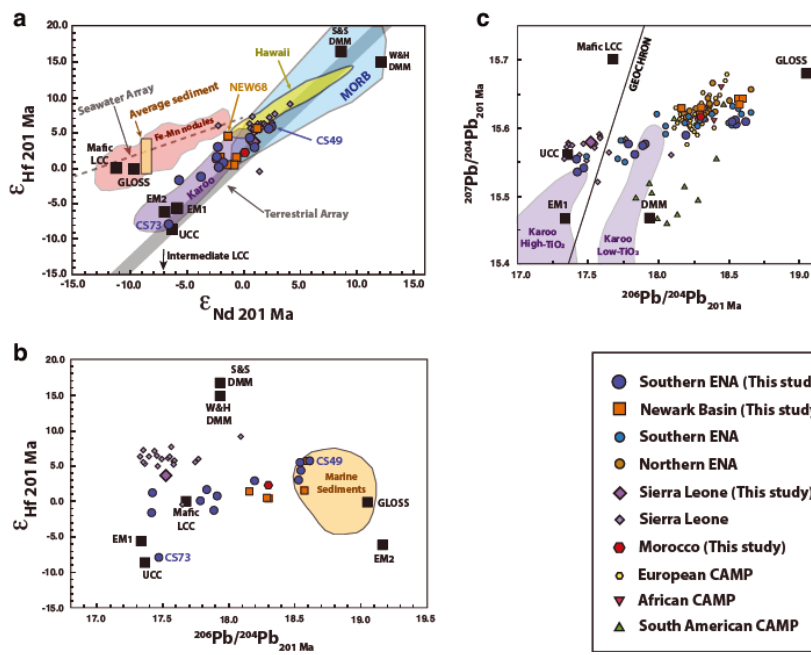 a
20.0
15.0
10.0
5.0
0.0
-5.0
-10.0
15.0
-15.0
-10.0
-5.0
0.0
5.0
10.0
15.0
εHf 201 Ma
εNd 201 Ma
Seawater Array
Average sediment
Fe-Mn nodules
NEW68
Hawaii
S&S
DMM
W&H
DMM
MORB
CS49
Mafic
LCC
GLOSS
EM2
EM1
Karoo
CS73
UCC
Terrestrial Array
Intermediate LCC
c
15.7
15.6
15.5
15.4
17.0
17.5
18.0
18.5
19.0
207Pb/204Pb201 Ma
206Pb/204Pb201 Ma
Mafic LCC
GEOCHRON
GLOSS
UCC
EM1
DMM
Karoo
High-TiO2
Karoo
Low-TiO2
b
20.0
15.0
10.0
5.0
0.0
-5.0
-10.0
-15.0
17.0
17.5
18.0
18.5
19.0
19.5
εHf 201 Ma
206Pb/204Pb201 Ma
S&S
DMM
W&H
DMM
CS49
Marine
Sediments
GLOSS
Mafic
LCC
EM1
CS73
UCC
EM2
Southern ENA (This stud
Newark Basin (This study
Southern ENA
Northern ENA
Sierra Leone (This study
Sierra Leone
Morocco (This study)
European CAMP
African CAMP
South American CAMP